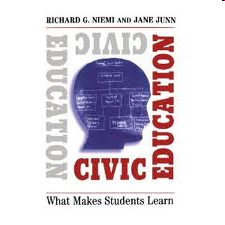 RICHARD G. NIEMI AND JANE JUNN
CIVIC
EDUCATION
EDUCATION
CIVIC
What Makes Students Learn